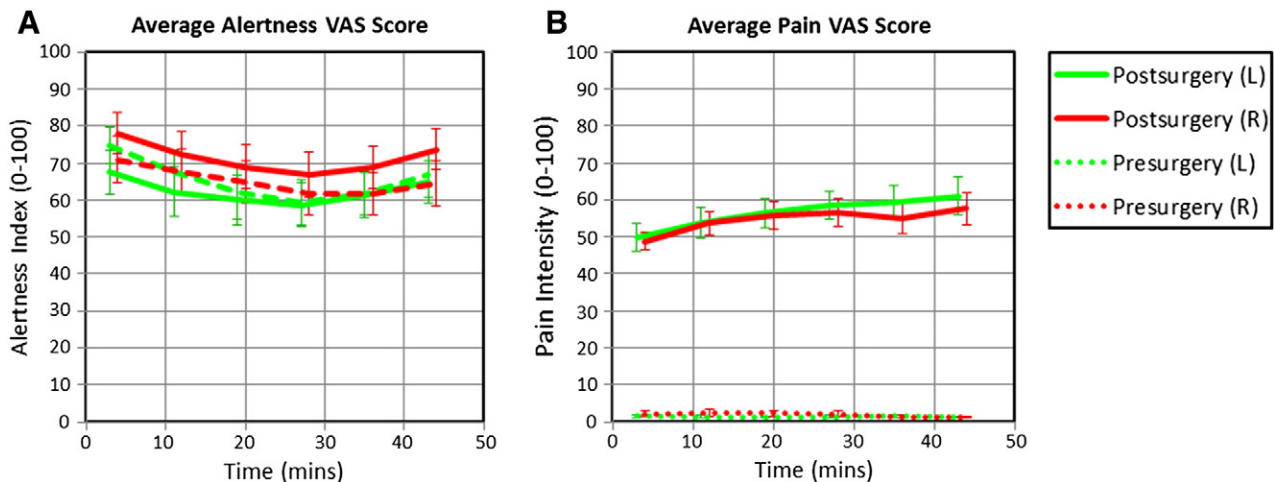 A
Average Alertness VAS Score
Alertness Index (0-100)
100
90
80
70
60
50
40
30
20
10
0
0 10 20 30 40 50
Time (mins)
B
Average Pain VAS Score
Pain Intensity (0-100)
100
90
80
70
60
50
40
30
20
10
0
0 10 20 30 40 50
Time (mins)
Postsurgery (L)
Postsurgery (R)
Presurgery (L)
Presurgery (R)